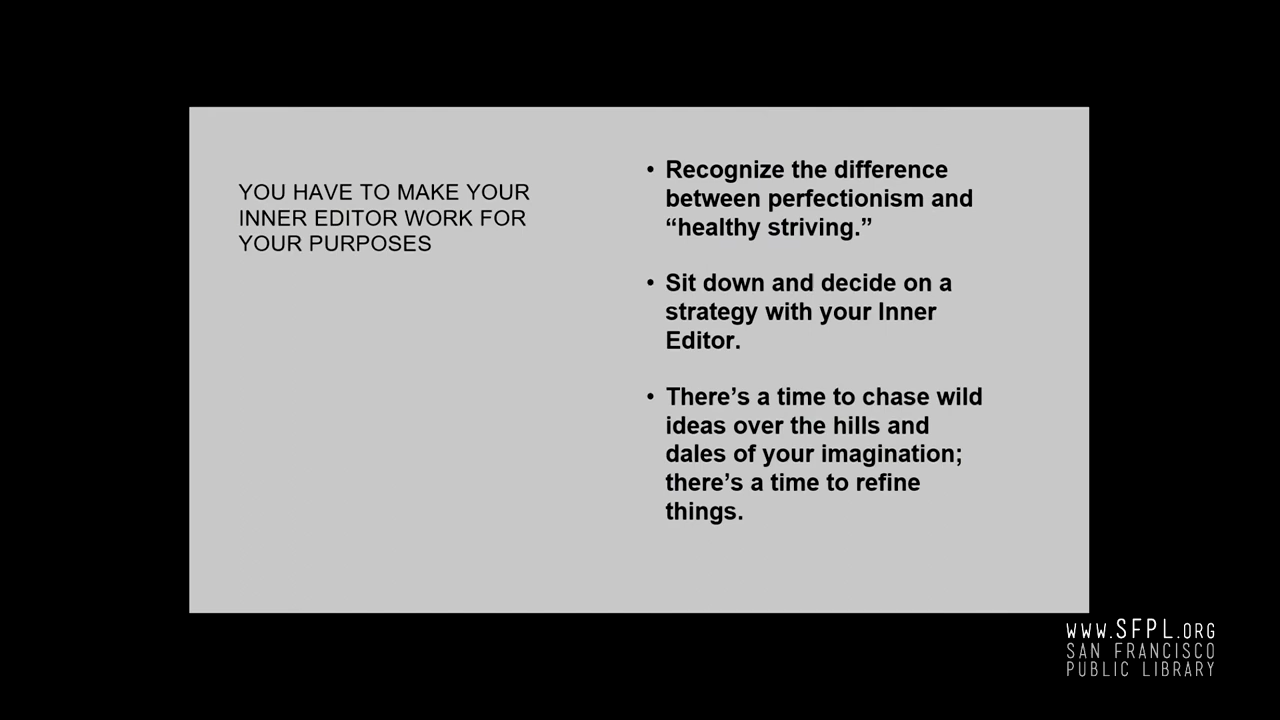 YOU HAVE TO MAKE YOUR
INNER EDITOR WORK FOR
YOUR PURPOSES
• Recognize the difference
between perfectionism and
“healthy striving.”
• Sit down and decide on a
strategy with your Inner
Editor.
• There’s a time to chase wild
ideas over the hills and
dales of your imagination;
there’s a time to refine
things.
WWW.SFPL.ORG
SAN FRANCISCO
PUBLIC LIBRARY